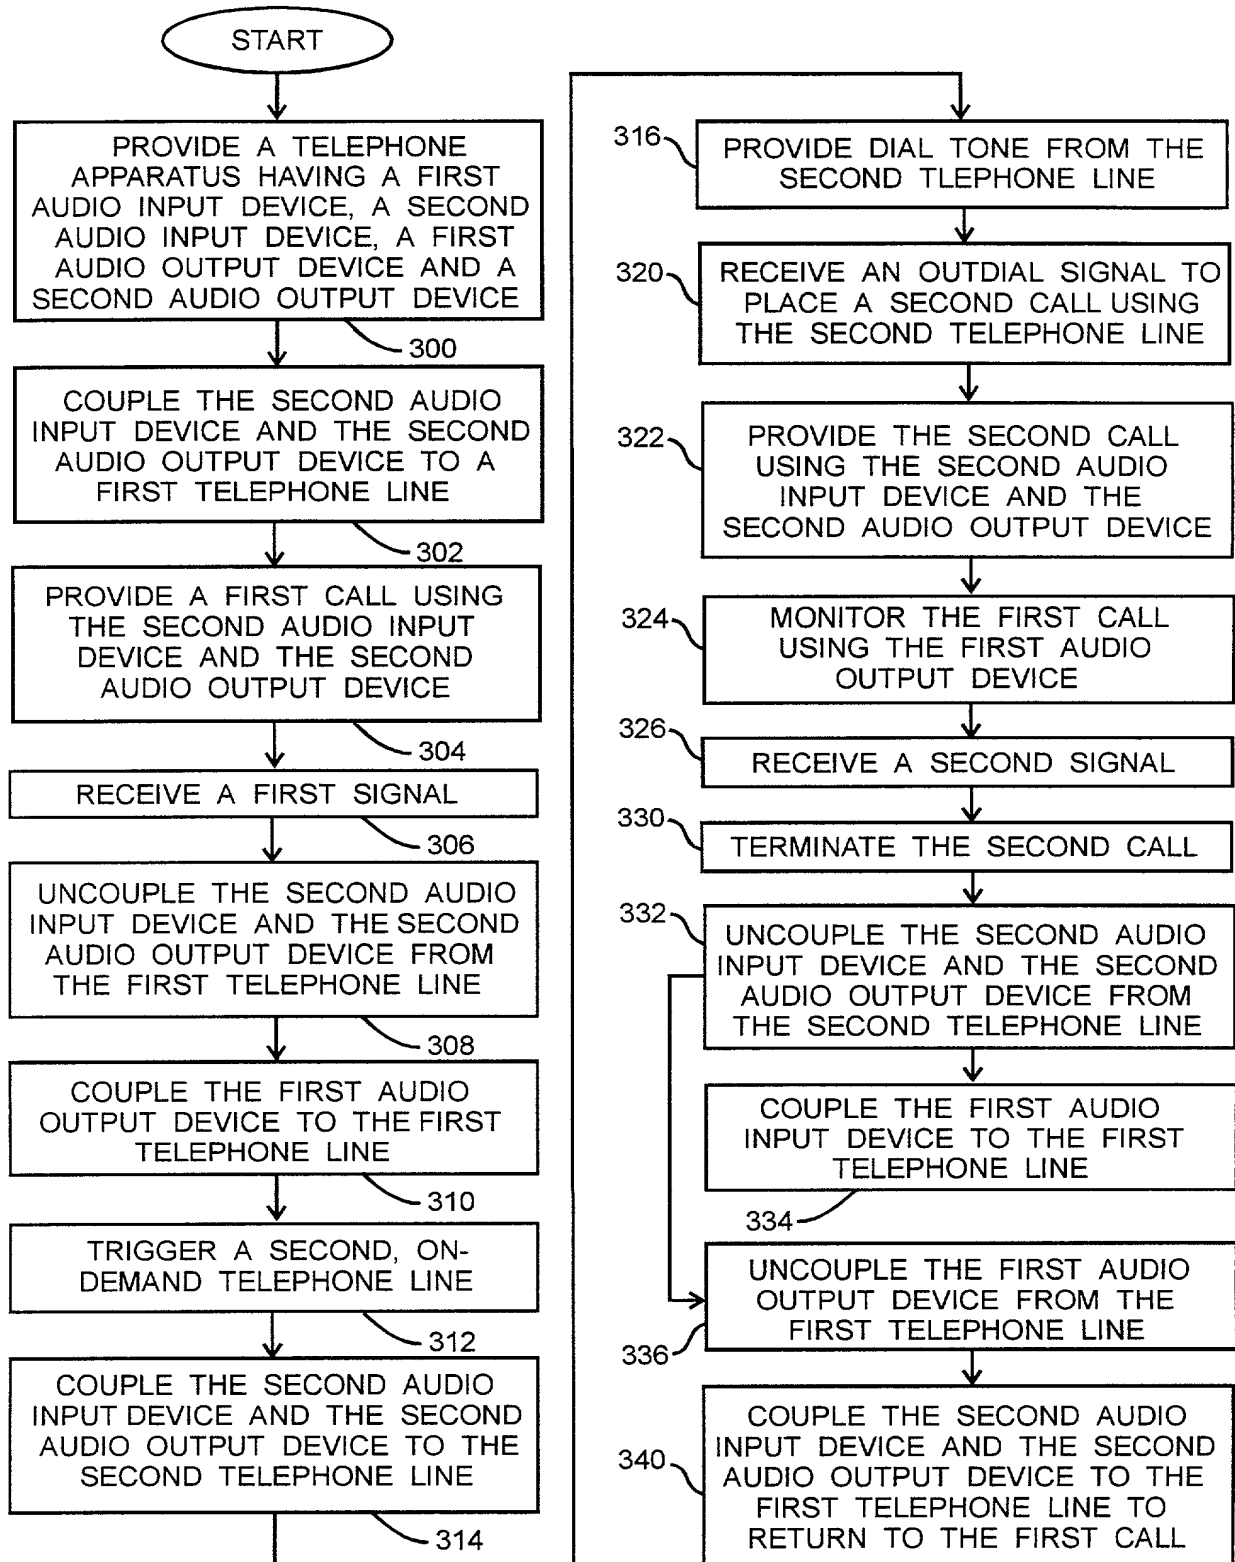 START
PROVIDE A TELEPHONE
APPARATUS HAVING A FIRST
AUDIO INPUT DEVICE, A SECOND
AUDIO INPUT DEVICE, A FIRST
AUDIO OUTPUT DEVICE AND A
SECOND AUDIO OUTPUT DEVICE
300
COUPLE THE SECOND AUDIO
INPUT DEVICE AND THE SECOND
AUDIO OUTPUT DEVICE TO A
FIRST TELEPHONE LINE
302
PROVIDE A FIRST CALL USING
THE SECOND AUDIO INPUT
DEVICE AND THE SECOND
AUDIO OUTPUT DEVICE
304
RECEIVE A FIRST SIGNAL
306
UNCOUPLE THE SECOND AUDIO
INPUT DEVICE AND THE SECOND
AUDIO OUTPUT DEVICE FROM
THE FIRST TELEPHONE LINE
308
COUPLE THE FIRST AUDIO
OUTPUT DEVICE TO THE FIRST
TELEPHONE LINE
310
TRIGGER A SECOND, ON-
DEMAND TELEPHONE LINE
312
COUPLE THE SECOND AUDIO
INPUT DEVICE AND THE SECOND
AUDIO OUTPUT DEVICE TO THE
SECOND TELEPHONE LINE
314
316
PROVIDE DIAL TONE FROM THE
SECOND TLEPHONE LINE
320
RECEIVE AN OUTDIAL SIGNAL TO
PLACE A SECOND CALL USING
THE SECOND TELEPHONE LINE
322
PROVIDE THE SECOND CALL
USING THE SECOND AUDIO
INPUT DEVICE AND THE
SECOND AUDIO OUTPUT DEVICE
324
MONITOR THE FIRST CALL
USING THE FIRST AUDIO
OUTPUT DEVICE
326
RECEIVE A SECOND SIGNAL
330
TERMINATE THE SECOND CALL
332
UNCOUPLE THE SECOND AUDIO
INPUT DEVICE AND THE SECOND
AUDIO OUTPUT DEVICE FROM
THE SECOND TELEPHONE LINE
COUPLE THE FIRST AUDIO
INPUT DEVICE TO THE FIRST
TELEPHONE LINE
334
UNCOUPLE THE FIRST AUDIO
OUTPUT DEVICE FROM THE
FIRST TELEPHONE LINE
336
COUPLE THE SECOND AUDIO
INPUT DEVICE AND THE SECOND
AUDIO OUTPUT DEVICE TO THE
FIRST TELEPHONE LINE TO
RETURN TO THE FIRST CALL
340